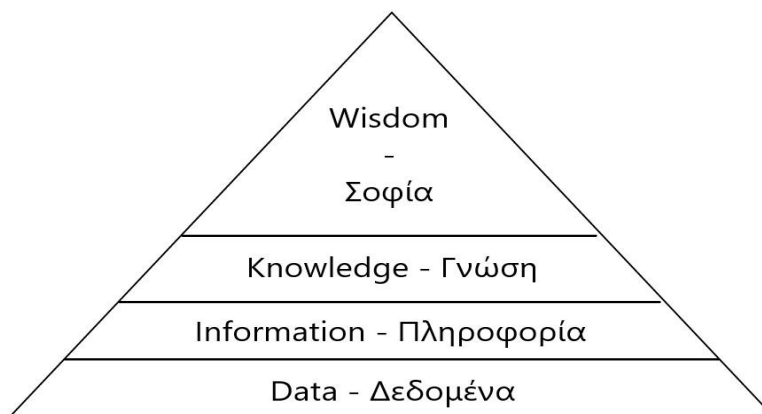 Wisdom
-
Σοφία
Knowledge - Γνώση
Information - Πληροφορία
Data - Δεδομένα